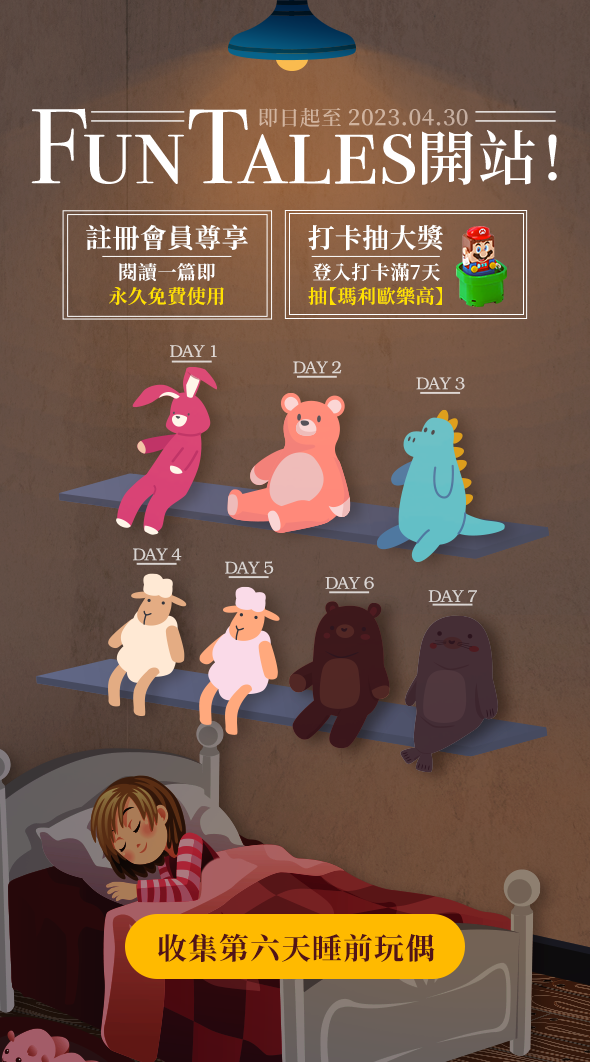 即日起至 2023.04.30
FUNTALES開站!
註冊會員尊享
閱讀一篇即
永久免費使用
打卡抽大獎
登入打卡滿7天
抽【瑪利歐樂高】
DAY 1
DAY 2
DAY 3
DAY 4
DAY 5
DAY 6
DAY 7
收集第六天睡前玩偶